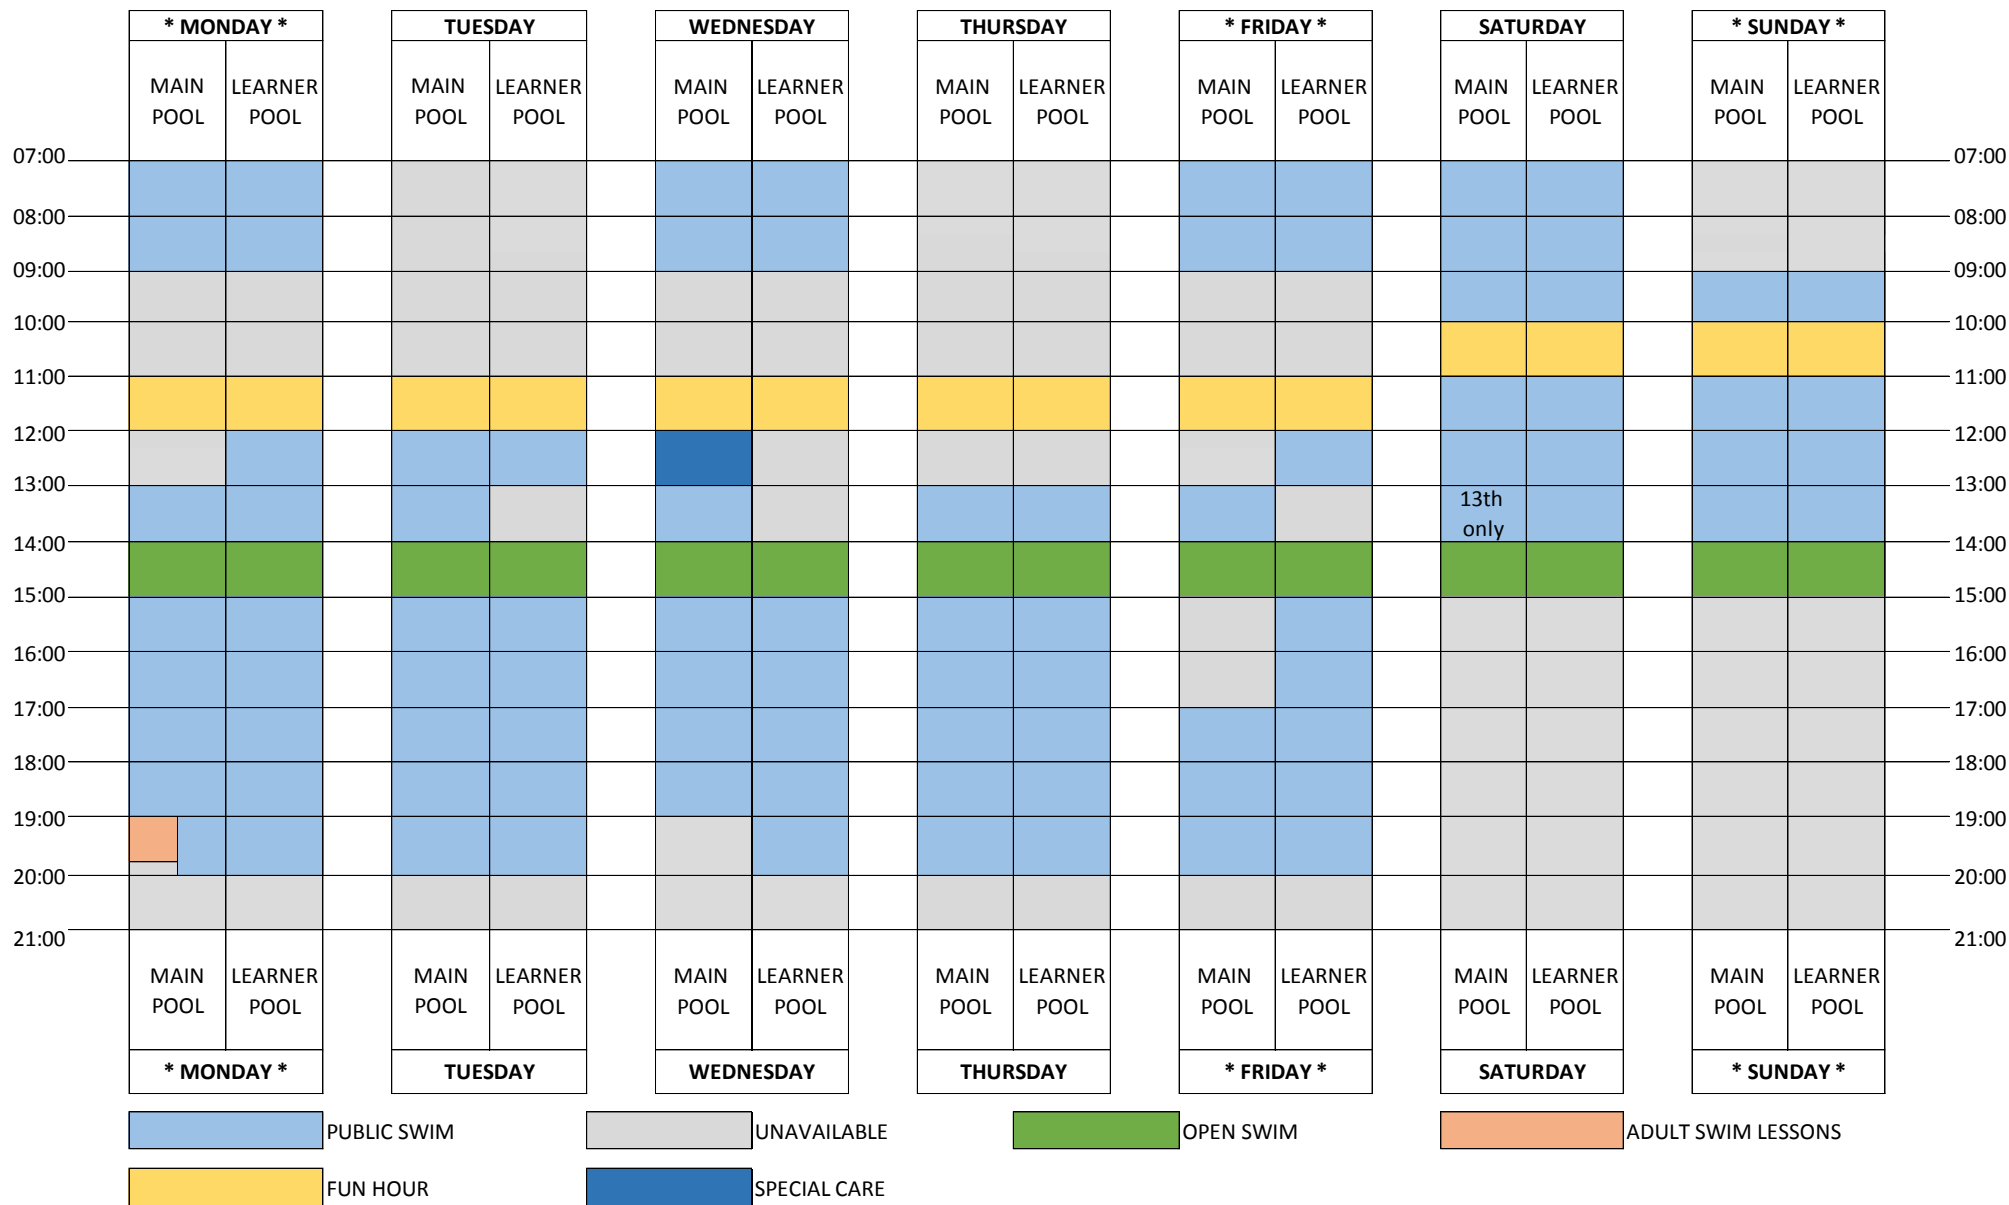 * MONDAY * TUESDAY WEDNESDAY THURSDAY * FRIDAY * SATURDAY * SUNDAY *
MAIN LEARNER MAIN LEARNER MAIN LEARNER MAIN LEARNER MAIN LEARNER MAIN LEARNER MAIN LEARNER
POOL POOL POOL POOL POOL POOL POOL POOL POOL POOL POOL POOL POOL POOL
07:00 07:00
08:00 08:00
09:00 09:00
10:00 10:00
11:00 11:00
12:00 12:00
13:00 13:00
13th
only
14:00 14:00
15:00 15:00
16:00 16:00
17:00 17:00
18:00 18:00
19:00 19:00
20:00 20:00
21:00 21:00
MAIN LEARNER MAIN LEARNER MAIN LEARNER MAIN LEARNER MAIN LEARNER MAIN LEARNER MAIN LEARNER
POOL POOL POOL POOL POOL POOL POOL POOL POOL POOL POOL POOL POOL POOL
* MONDAY * TUESDAY WEDNESDAY THURSDAY * FRIDAY * SATURDAY * SUNDAY *
PUBLIC SWIM UNAVAILABLE OPEN SWIM ADULT SWIM LESSONS
FUN HOUR SPECIAL CARE